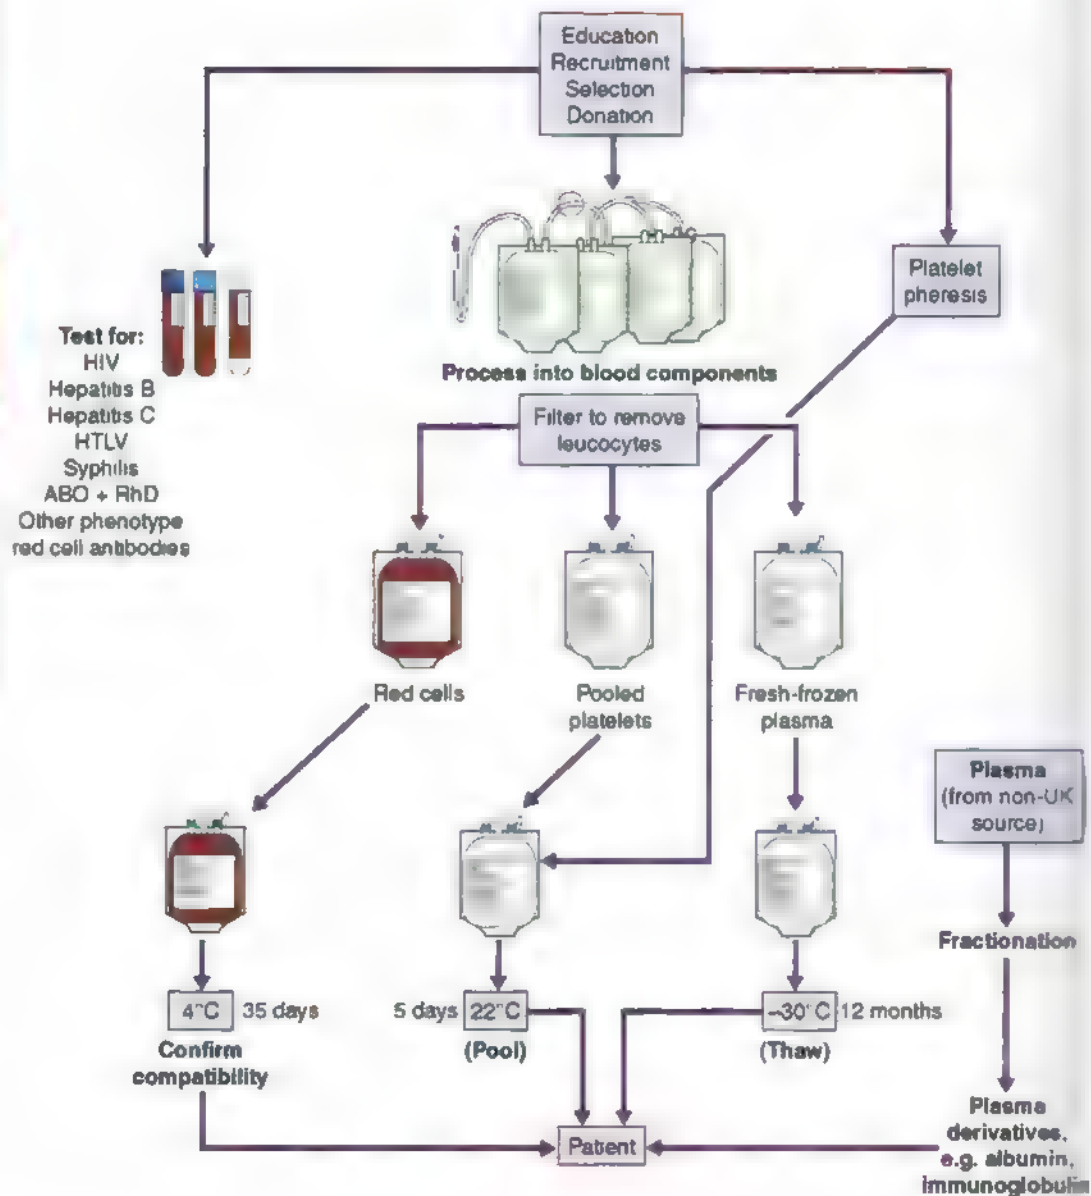 Education
Recruitment
Selection
Donation
Platelet
pheresis
Test for:
HIV
Hepatitis B
Hepatitis C
HTLV
Syphilis
ABO + RhD
Other phenotype
red cell antibodies
Process into blood components
Filter to remove
leucocytes
Red cells
Pooled
platelets
Fresh-frozen
plasma
Plasma
(from non-UK
source)
Fractionation
4°C 35 days
Confirm
compatibility
5 days 22°C
(Pool)
–30°C 12 months
(Thaw)
Plasma
derivatives,
e.g. albumin,
immunoglobulin
Patient